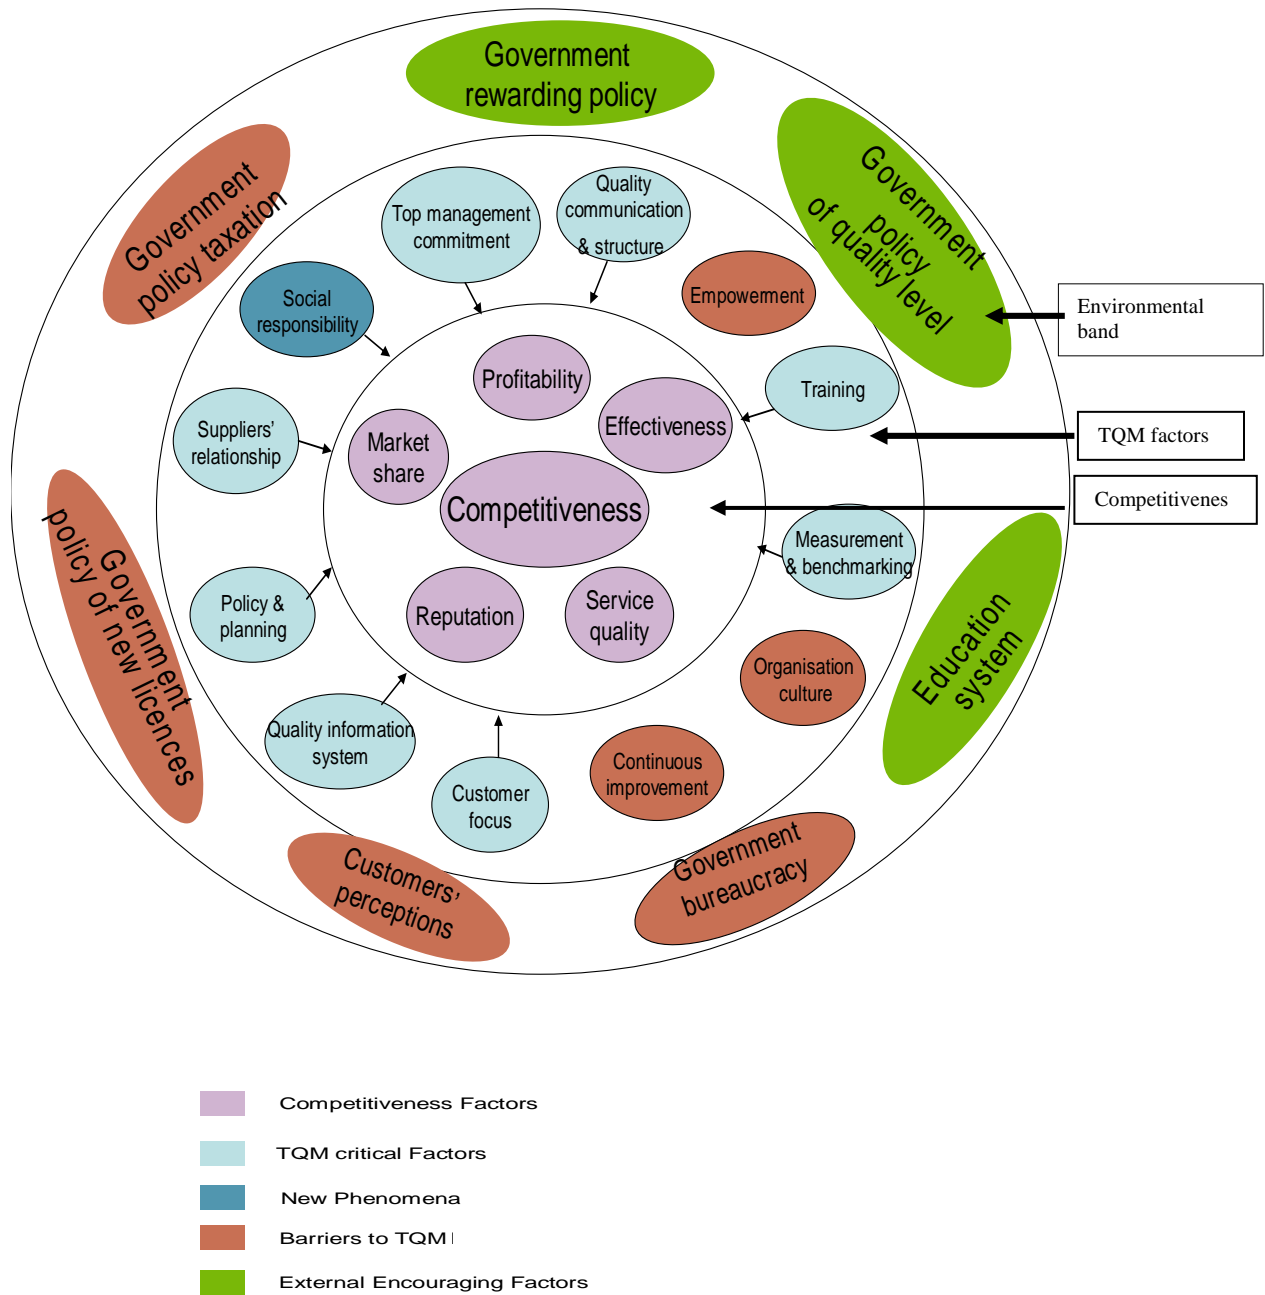 Government
rewarding policy
Government
policy
of quality level
Government
policy taxation
Top management
commitment
Quality
communication
& structure
Empowerment
Social
responsibility
Environmental
band
Profitability
Training
Effectiveness
TQM factors
Suppliers'
relationship
Market
share
Competitiveness
Competitivenes
Measurement
& benchmarking
Government
policy of new licences
Policy &
planning
Reputation
Service
quality
Education
system
Organisation
culture
Quality information
system
Continuous
improvement
Customer
focus
Customers'
perceptions
Government
bureaucracy
Competitiveness Factors
TQM critical Factors
New Phenomena
Barriers to TQM
External Encouraging Factors